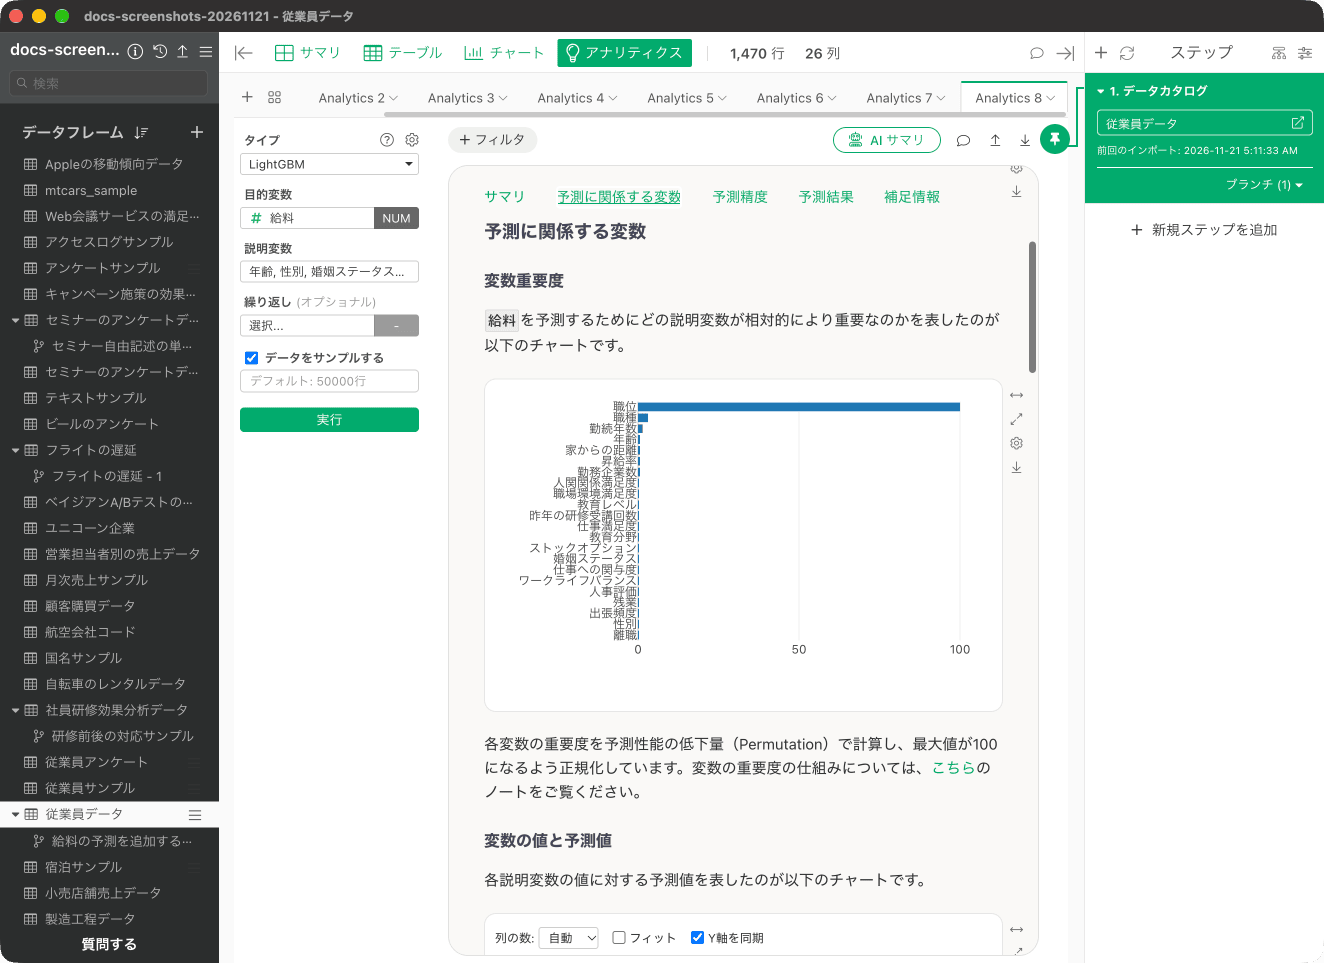 docs-screenshots-20261121 - 従業員データ
docs-screen...
検索
データフレーム
Appleの移動傾向データ
mtcars_sample
Web会議サービスの満足...
アクセスログサンプル
アンケートサンプル
キャンペーン施策の効果...
セミナーのアンケートデ...
セミナー自由記述の単...
セミナーのアンケートデ...
テキストサンプル
ビールのアンケート
フライトの遅延
フライトの遅延 - 1
ベイジアンA/Bテストの...
ユニコーン企業
営業担当者別の売上データ
月次売上サンプル
顧客購買データ
航空会社コード
国名サンプル
自転車のレンタルデータ
社員研修効果分析データ
研修前後の対応サンプル
従業員アンケート
従業員サンプル
従業員データ
給料の予測を追加する...
宿泊サンプル
小売店舗売上データ
製造工程データ
質問する
サマリ
テーブル
チャート
アナリティクス
1,470 行
26 列
Analytics 2
Analytics 3
Analytics 4
Analytics 5
Analytics 6
Analytics 7
Analytics 8
タイプ
LightGBM
目的変数
# 給料 NUM
説明変数
年齢, 性別, 婚姻ステータス...
繰り返し (オプショナル)
選択... -
データをサンプルする
デフォルト: 50000行
実行
+ フィルタ
AI サマリ
サマリ
予測に関係する変数
予測精度
予測結果
補足情報
予測に関係する変数
変数重要度
給料 を予測するためにどの説明変数が相対的により重要なのかを表したのが
以下のチャートです。
職位
職種
勤続年数
年齢
家からの距離
昇給率
勤務企業数
人間関係満足度
職場環境満足度
教育レベル
昨年の研修受講回数
仕事満足度
教育分野
ストックオプション
婚姻ステータス
仕事への関与度
ワークライフバランス
人事評価
残業
出張頻度
性別
離職
0
50
100
各変数の重要度を予測性能の低下量（Permutation）で計算し、最大値が100
になるよう正規化しています。変数の重要度の仕組みについては、こちらの
ノートをご覧ください。
変数の値と予測値
各説明変数の値に対する予測値を表したのが以下のチャートです。
列の数: 自動 フィット Y軸を同期
ステップ
1. データカタログ
従業員データ
前回のインポート: 2026-11-21 5:11:33 AM
ブランチ (1)
+ 新規ステップを追加